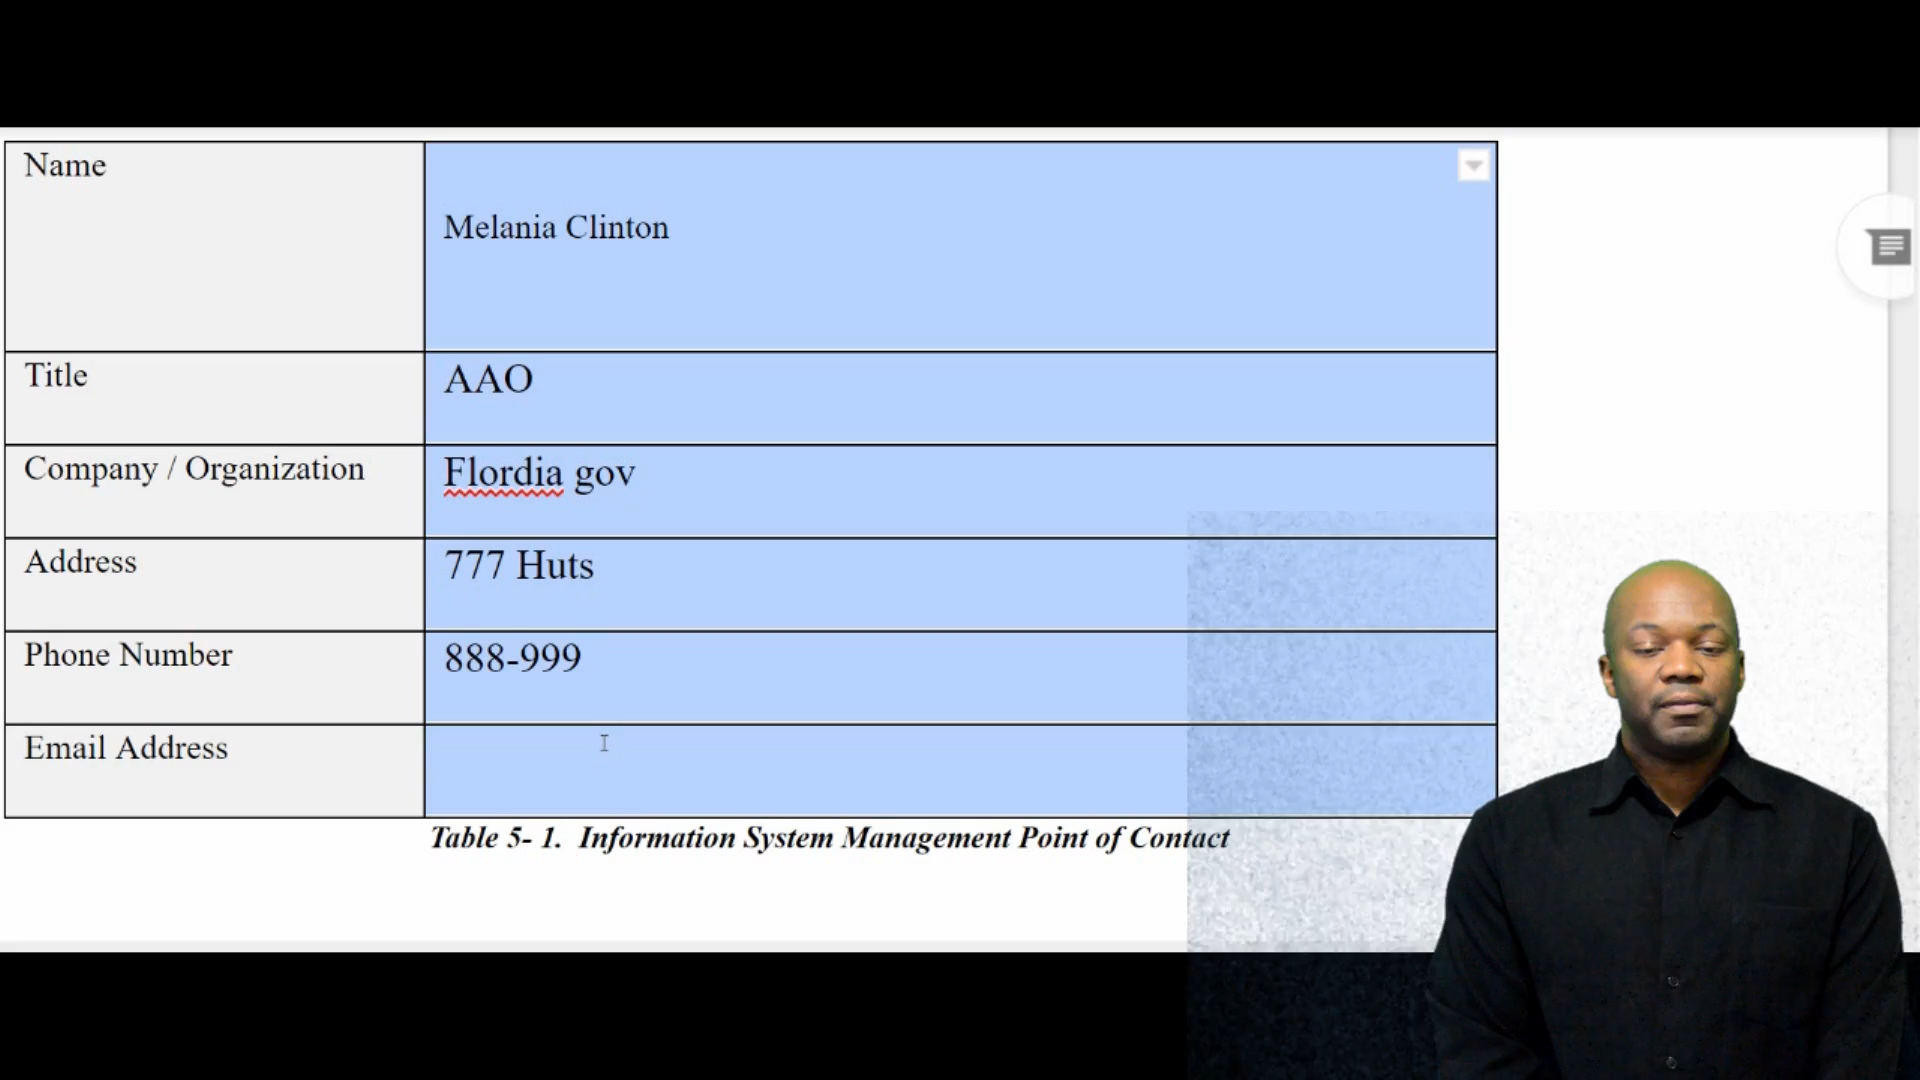 Name
Melania Clinton
Title
AAO
Company / Organization
Flordia gov
Address
777 Huts
Phone Number
888-999
Email Address
Table 5- 1. Information System Management Point of Contact